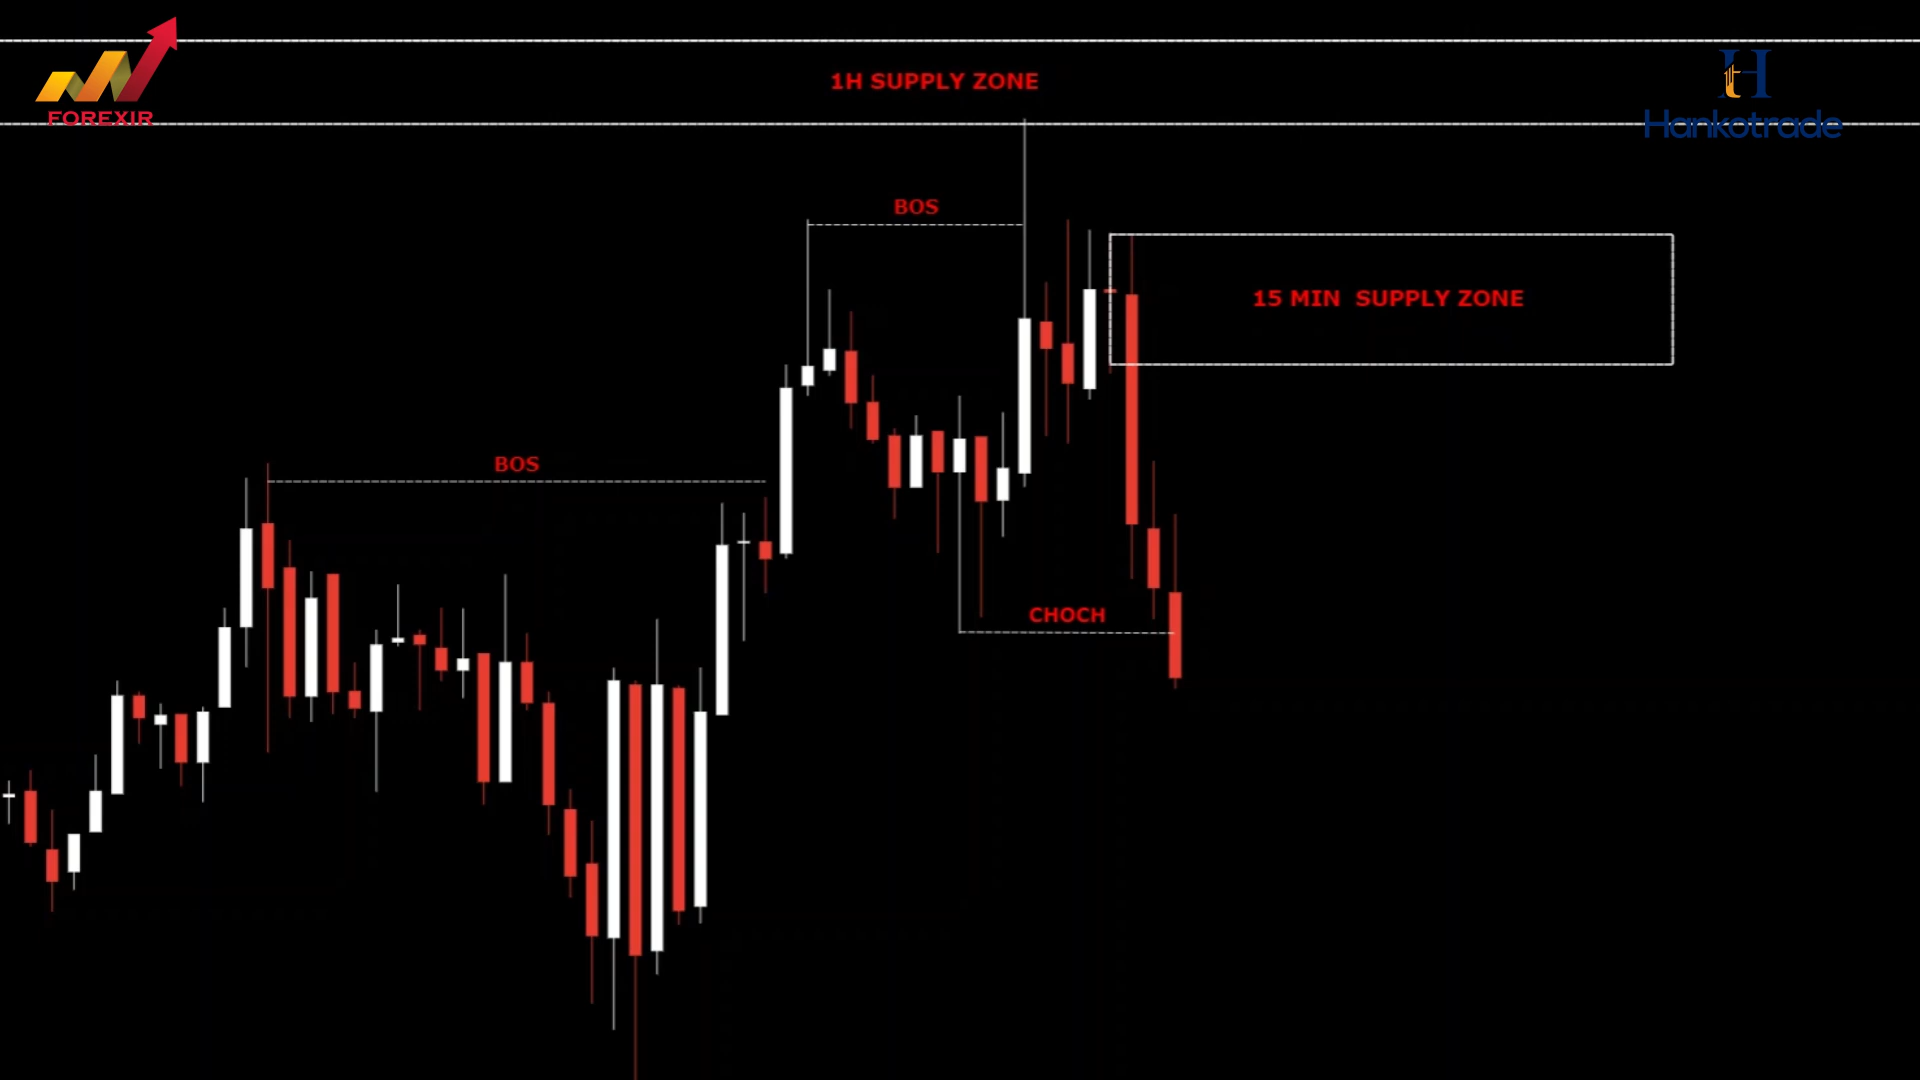 1H SUPPLY ZONE
FOREXIR
Hankotrade
BOS
15 MIN  SUPPLY ZONE
BOS
CHOCH